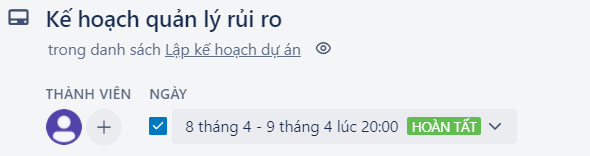 Kế hoạch quản lý rủi ro
trong danh sách Lập kế hoạch dự án
THÀNH VIÊN NGÀY
8 tháng 4 - 9 tháng 4 lúc 20:00 HOÀN TẤT